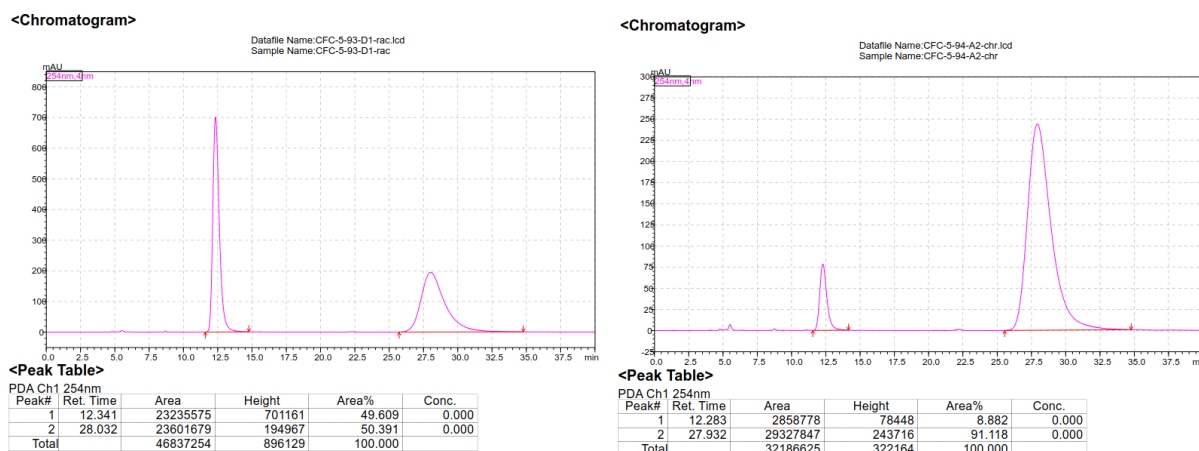 <Chromatogram>
Datafile Name:CFC-5-93-D1-rac.lcd
Sample Name:CFC-5-93-D1-rac
mAU
254nm,4nm
800
700
600
500
400
300
200
100
0
0.0 2.5 5.0 7.5 10.0 12.5 15.0 17.5 20.0 22.5 25.0 27.5 30.0 32.5 35.0 37.5 min
<Peak Table>
PDA Ch1 254nm
Peak# Ret. Time Area Height Area% Conc.
1 12.341 23235575 701161 49.609 0.000
2 28.032 23601679 194967 50.391 0.000
Total 46837254 896129 100.000
<Chromatogram>
Datafile Name:CFC-5-94-A2-chr.lcd
Sample Name:CFC-5-94-A2-chr
mAU
254nm,4nm
300
275
250
225
200
175
150
125
100
75
50
25
0
-25
0.0 2.5 5.0 7.5 10.0 12.5 15.0 17.5 20.0 22.5 25.0 27.5 30.0 32.5 35.0 37.5
<Peak Table>
PDA Ch1 254nm
Peak# Ret. Time Area Height Area% Conc.
1 12.283 2858778 78448 8.882 0.000
2 27.932 29327847 243716 91.118 0.000
Total 32186625 322164 100.000